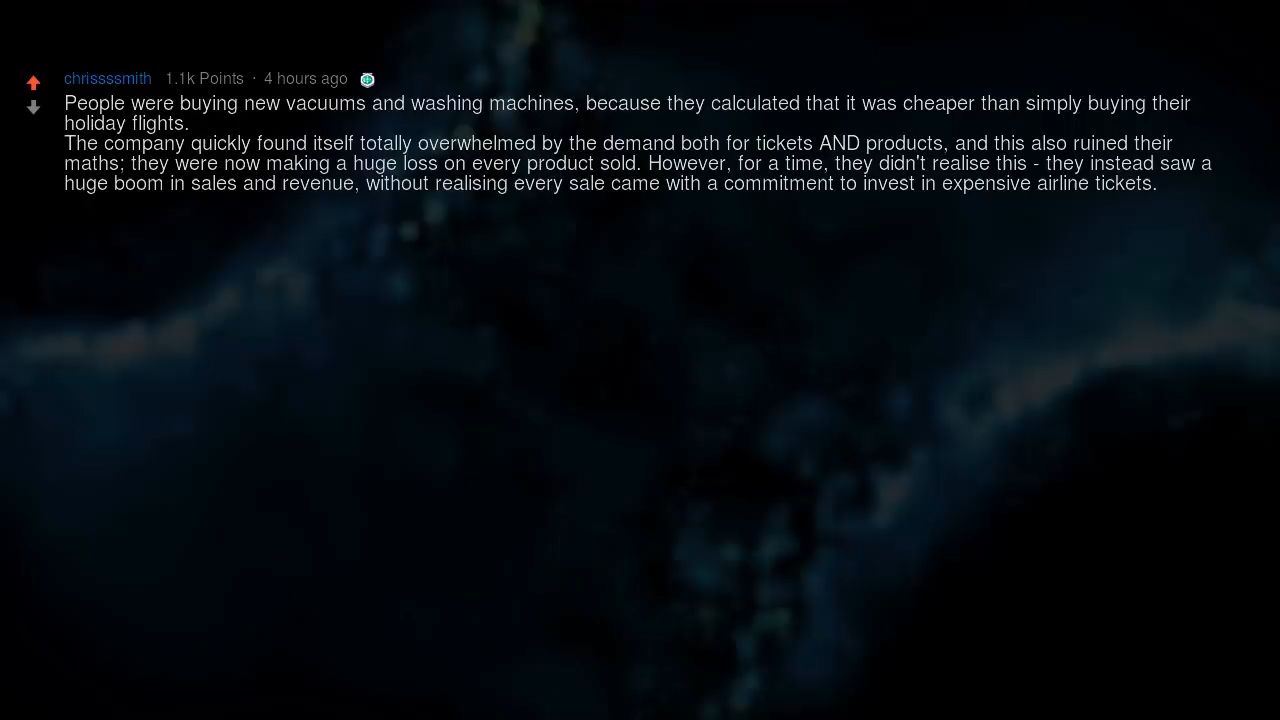 chrissssmith 1.1k Points · 4 hours ago
People were buying new vacuums and washing machines, because they calculated that it was cheaper than simply buying their
holiday flights.
The company quickly found itself totally overwhelmed by the demand both for tickets AND products, and this also ruined their
maths; they were now making a huge loss on every product sold. However, for a time, they didn't realise this - they instead saw a
huge boom in sales and revenue, without realising every sale came with a commitment to invest in expensive airline tickets.